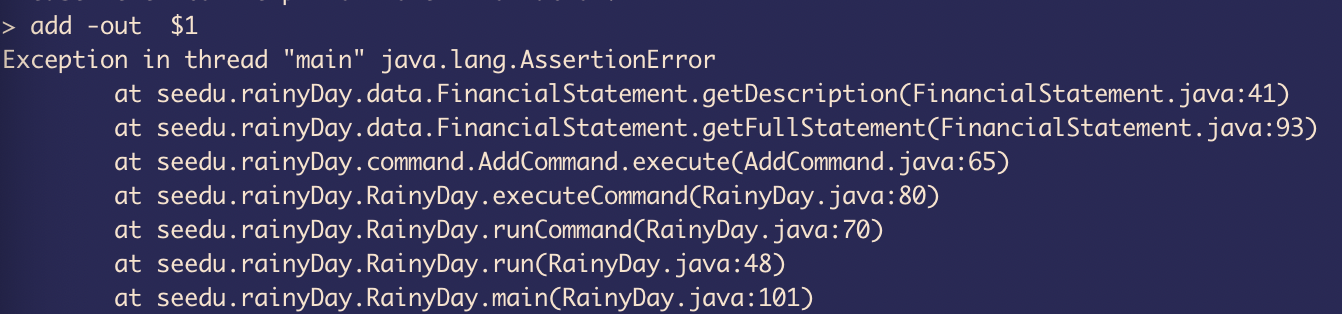 > add -out  $1
Exception in thread "main" java.lang.AssertionError
        at seedu.rainyDay.data.FinancialStatement.getDescription(FinancialStatement.java:41)
        at seedu.rainyDay.data.FinancialStatement.getFullStatement(FinancialStatement.java:93)
        at seedu.rainyDay.command.AddCommand.execute(AddCommand.java:65)
        at seedu.rainyDay.RainyDay.executeCommand(RainyDay.java:80)
        at seedu.rainyDay.RainyDay.runCommand(RainyDay.java:70)
        at seedu.rainyDay.RainyDay.run(RainyDay.java:48)
        at seedu.rainyDay.RainyDay.main(RainyDay.java:101)